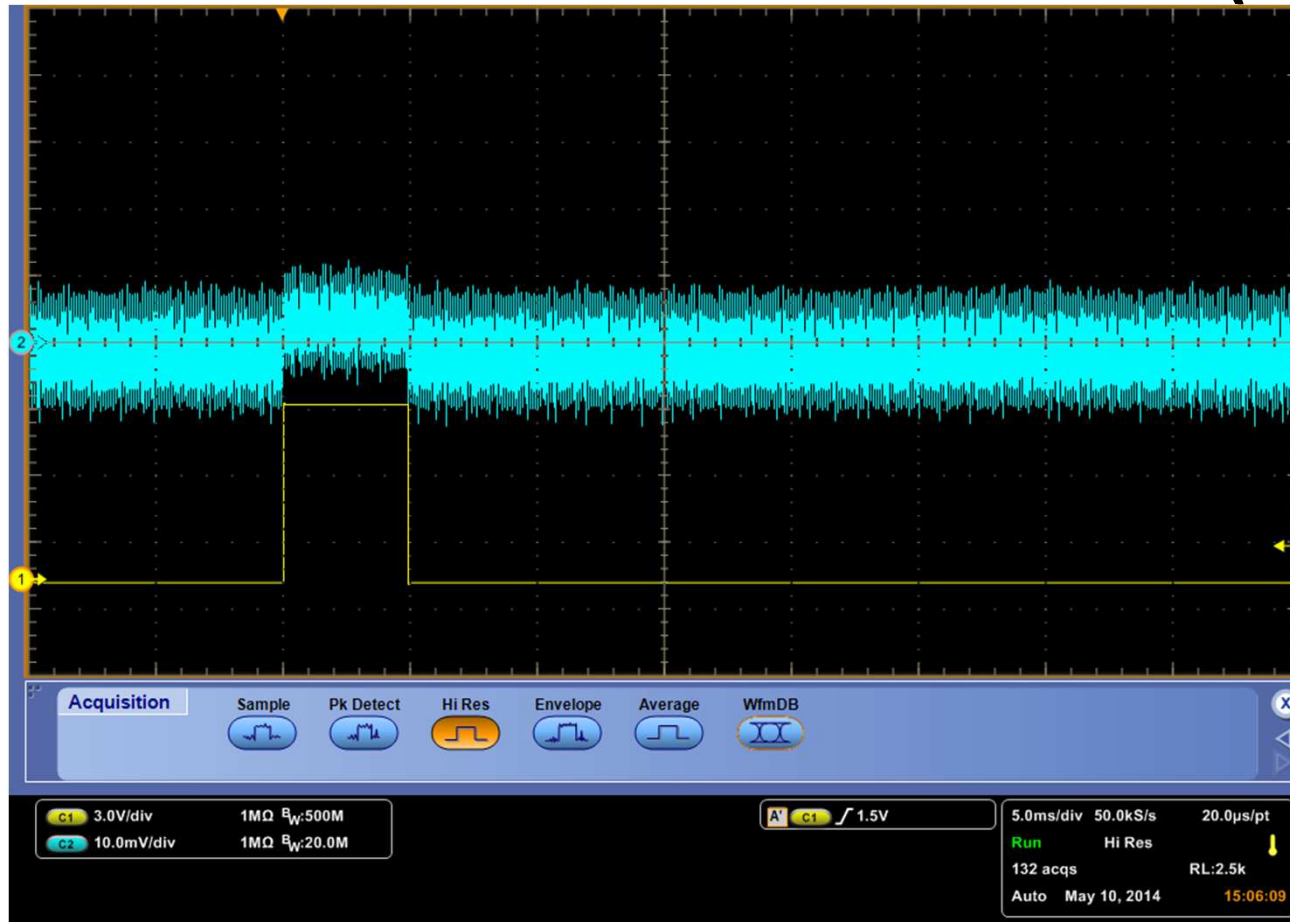 2
1
Acquisition
Sample Pk Detect Hi Res Envelope Average WfmDB
X
C1 3.0V/div 1MΩ BW:500M
C2 10.0mV/div 1MΩ BW:20.0M
A' C1 1.5V
5.0ms/div 50.0kS/s 20.0µs/pt
Run Hi Res
132 acqs RL:2.5k
Auto May 10, 2014 15:06:09